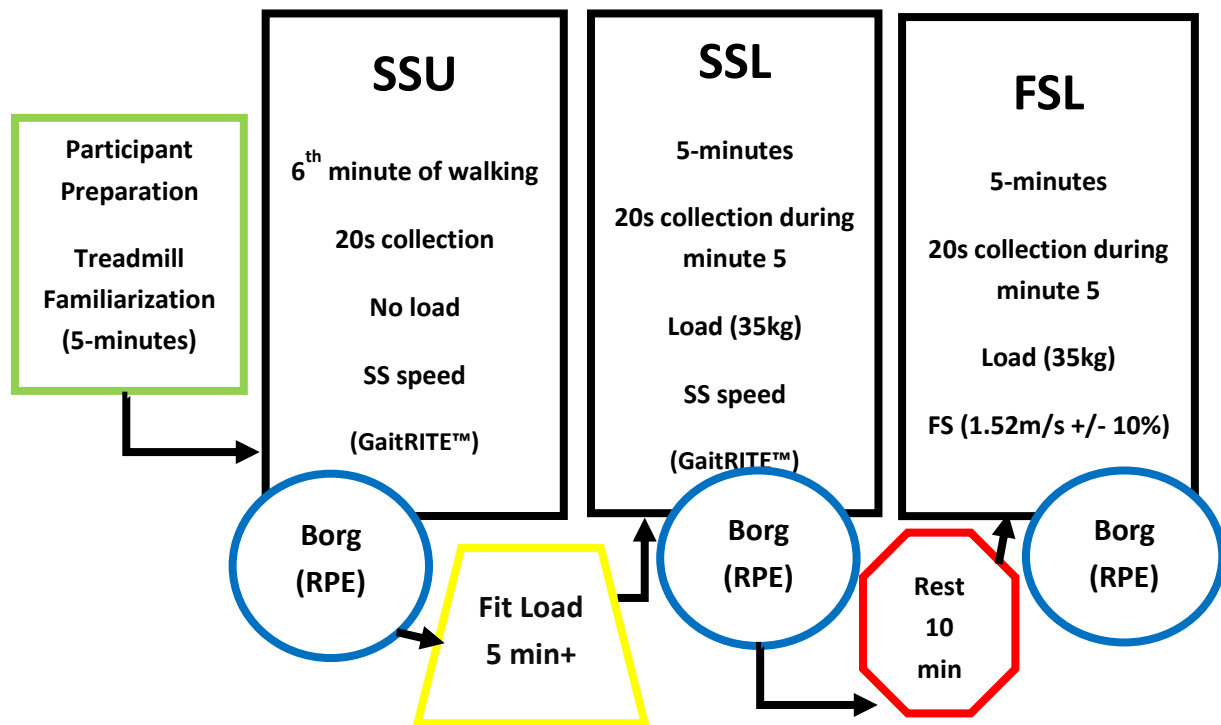 Participant
Preparation
Treadmill
Familiarization
(5-minutes)
SSU
6th minute of walking
20s collection
No load
SS speed
(GaitRITE™)
Borg
(RPE)
Fit Load
5 min+
SSL
5-minutes
20s collection during
minute 5
Load (35kg)
SS speed
(GaitRITE™)
Borg
(RPE)
Rest
10
min
FSL
5-minutes
20s collection during
minute 5
Load (35kg)
FS (1.52m/s +/- 10%)
Borg
(RPE)